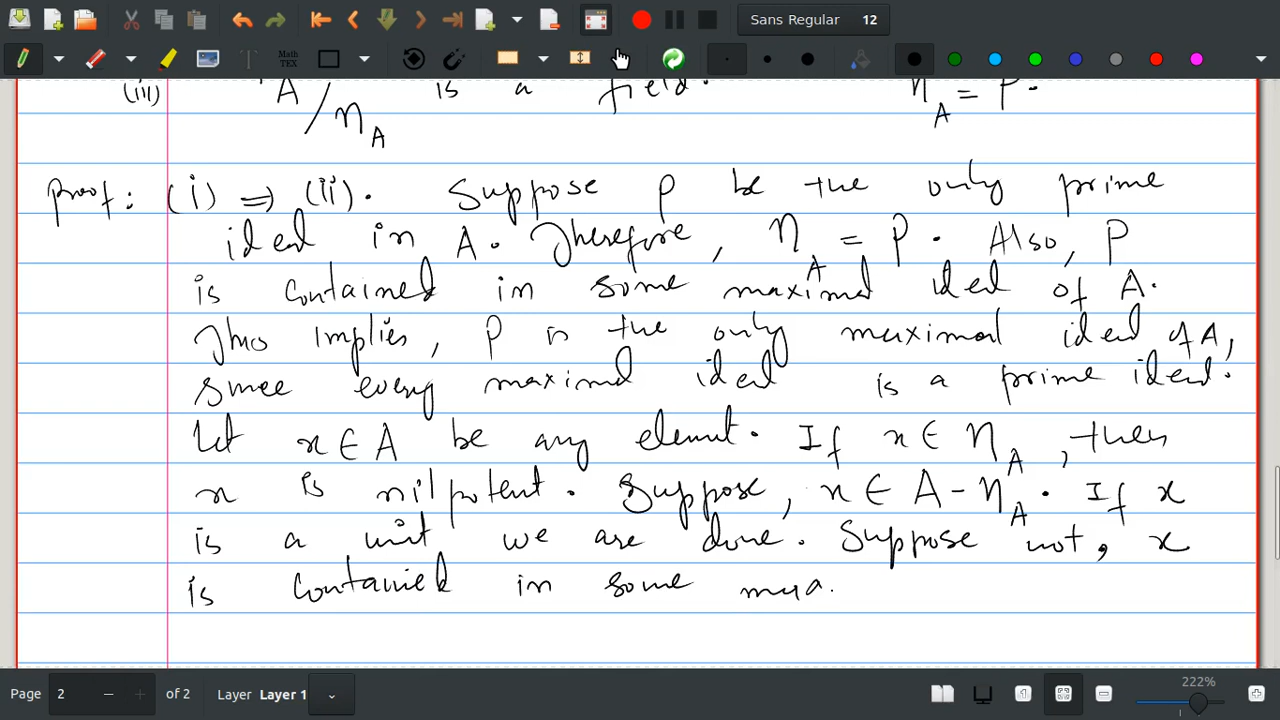 Sans Regular 12
Math TEX
(iii) A/η_A is a field. η_A = P.
Proof: (i) ⇒ (ii). Suppose P be the only prime
ideal in A. Therefore, η_A = P. Also, P
is contained in some maximal ideal of A.
This implies, P is the only maximal ideal of A,
since every maximal ideal is a prime ideal.
Let x ∈ A be any element. If x ∈ η_A, then
x is nilpotent. Suppose, x ∈ A - η_A. If x
is a unit we are done. Suppose not, x
is contained in some
Page 2 of 2 Layer Layer 1 222%